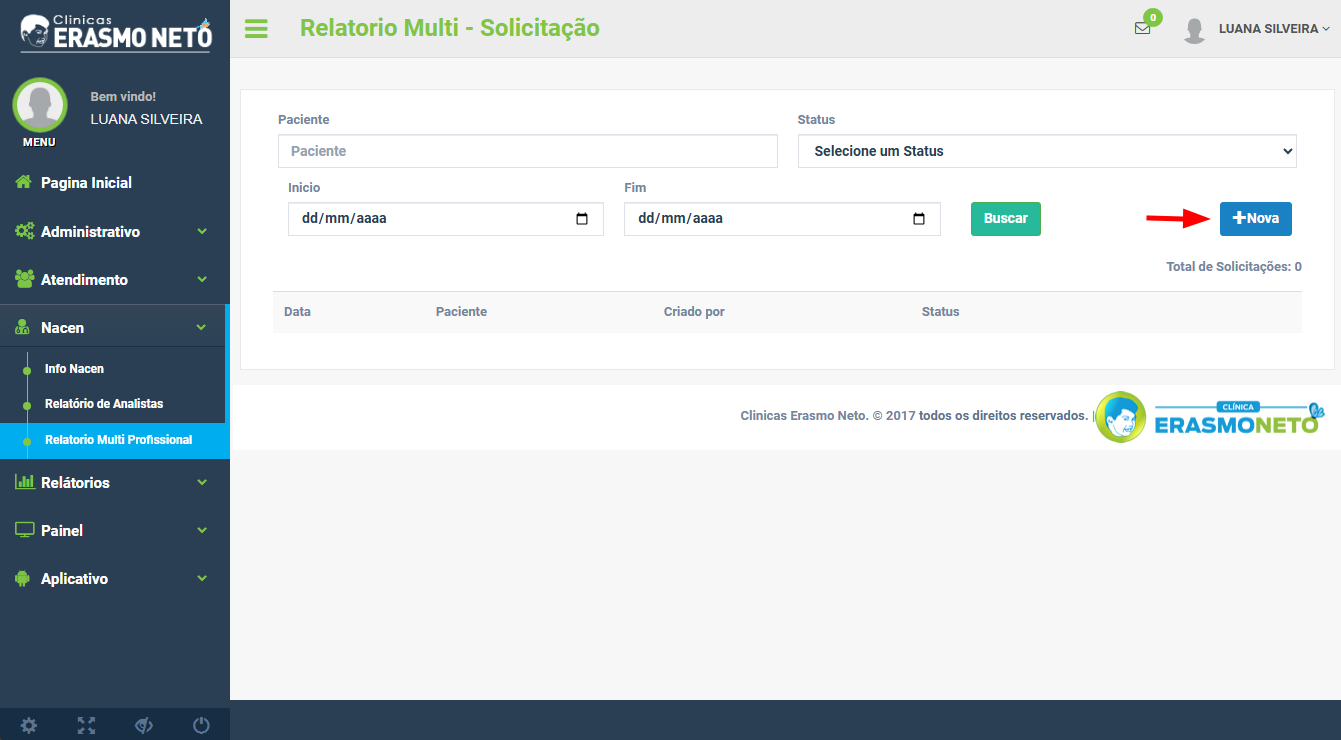 Clinicas
ERASMO NETO
Bem vindo!
LUANA SILVEIRA
MENU
Pagina Inicial
Administrativo
Atendimento
Nacen
Info Nacen
Relatório de Analistas
Relatorio Multi Profissional
Relátorios
Painel
Aplicativo
Relatorio Multi - Solicitação
0
LUANA SILVEIRA
Paciente
Status
Paciente
Selecione um Status
Inicio
Fim
dd/mm/aaaa
dd/mm/aaaa
Buscar
Nova
Total de Solicitações: 0
Data Paciente Criado por Status
Clinicas Erasmo Neto. © 2017 todos os direitos reservados. |
CLÍNICA
ERASMONETO